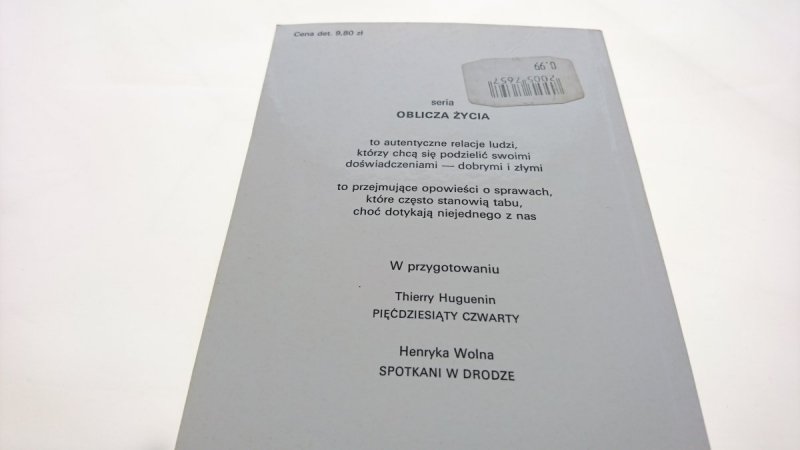 Cena det. 9,80 zł
0.99
20057657
seria
OBLICZA ŻYCIA
to autentyczne relacje ludzi,
którzy chcą się podzielić swoimi
doświadczeniami — dobrymi i złymi
to przejmujące opowieści o sprawach,
które często stanowią tabu,
choć dotykają niejednego z nas
W przygotowaniu
Thierry Huguenin
PIĘĆDZIESIĄTY CZWARTY
Henryka Wolna
SPOTKANI W DRODZE